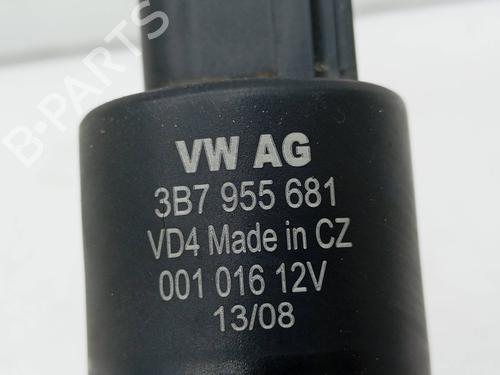 B-PARTS
VW AG
3B7 955 681
VD4 Made in CZ
001 016 12V
13/08